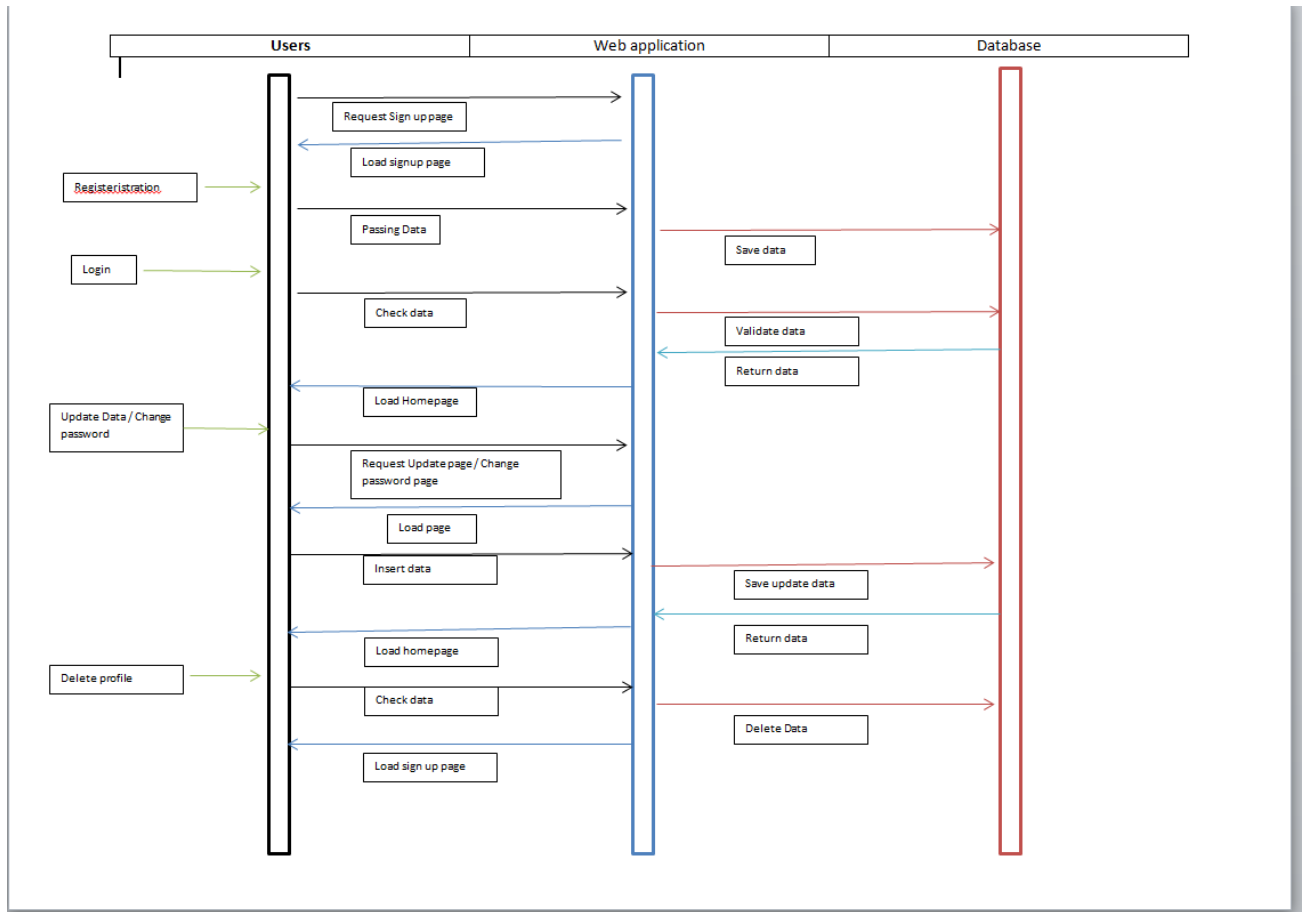 Users Web application Database
Request Sign up page
Load signup page
Registeristration
Passing Data
Save data
Login
Check data
Validate data
Return data
Load Homepage
Update Data / Change
password
Request Update page / Change
password page
Load page
Insert data
Save update data
Return data
Load homepage
Delete profile
Check data
Delete Data
Load sign up page